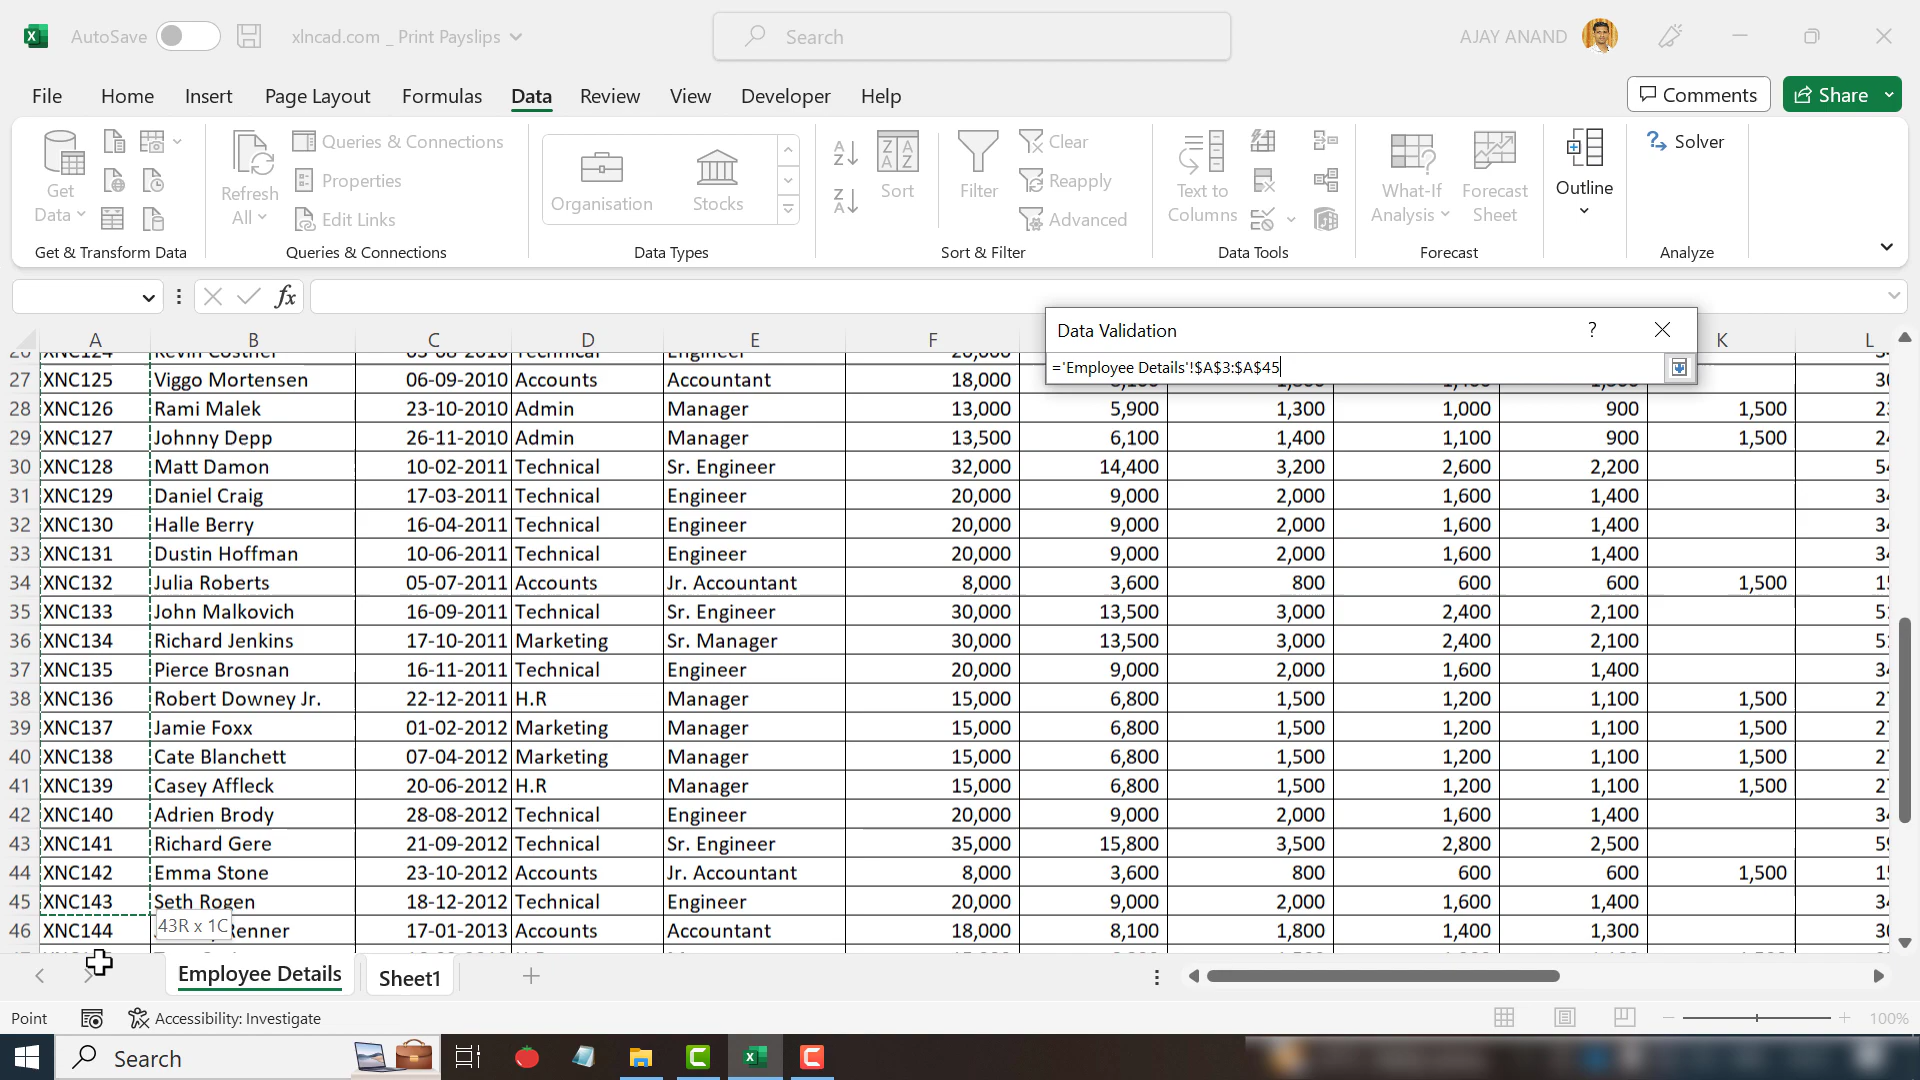 AutoSave
xlncad.com _ Print Payslips
Search
AJAY ANAND
File Home Insert Page Layout Formulas Data Review View Developer Help
Comments
Share
Get Data
Refresh All
Queries & Connections
Properties
Edit Links
Organisation
Stocks
Sort
Filter
Clear
Reapply
Advanced
Text to Columns
What-If Analysis
Forecast Sheet
Outline
Solver
Get & Transform Data
Queries & Connections
Data Types
Sort & Filter
Data Tools
Forecast
Analyze
fx
Data Validation ?
='Employee Details'!$A$3:$A$45
A B C D E F K L
27 XNC125 Viggo Mortensen 06-09-2010 Accounts Accountant 18,000
28 XNC126 Rami Malek 23-10-2010 Admin Manager 13,000 5,900 1,300 1,000 900 1,500
29 XNC127 Johnny Depp 26-11-2010 Admin Manager 13,500 6,100 1,400 1,100 900 1,500
30 XNC128 Matt Damon 10-02-2011 Technical Sr. Engineer 32,000 14,400 3,200 2,600 2,200
31 XNC129 Daniel Craig 17-03-2011 Technical Engineer 20,000 9,000 2,000 1,600 1,400
32 XNC130 Halle Berry 16-04-2011 Technical Engineer 20,000 9,000 2,000 1,600 1,400
33 XNC131 Dustin Hoffman 10-06-2011 Technical Engineer 20,000 9,000 2,000 1,600 1,400
34 XNC132 Julia Roberts 05-07-2011 Accounts Jr. Accountant 8,000 3,600 800 600 600 1,500
35 XNC133 John Malkovich 16-09-2011 Technical Sr. Engineer 30,000 13,500 3,000 2,400 2,100
36 XNC134 Richard Jenkins 17-10-2011 Marketing Sr. Manager 30,000 13,500 3,000 2,400 2,100
37 XNC135 Pierce Brosnan 16-11-2011 Technical Engineer 20,000 9,000 2,000 1,600 1,400
38 XNC136 Robert Downey Jr. 22-12-2011 H.R Manager 15,000 6,800 1,500 1,200 1,100 1,500
39 XNC137 Jamie Foxx 01-02-2012 Marketing Manager 15,000 6,800 1,500 1,200 1,100 1,500
40 XNC138 Cate Blanchett 07-04-2012 Marketing Manager 15,000 6,800 1,500 1,200 1,100 1,500
41 XNC139 Casey Affleck 20-06-2012 H.R Manager 15,000 6,800 1,500 1,200 1,100 1,500
42 XNC140 Adrien Brody 28-08-2012 Technical Engineer 20,000 9,000 2,000 1,600 1,400
43 XNC141 Richard Gere 21-09-2012 Technical Sr. Engineer 35,000 15,800 3,500 2,800 2,500
44 XNC142 Emma Stone 23-10-2012 Accounts Jr. Accountant 8,000 3,600 800 600 600 1,500
45 XNC143 Seth Rogen 18-12-2012 Technical Engineer 20,000 9,000 2,000 1,600 1,400
46 XNC144 Renner 17-01-2013 Accounts Accountant 18,000 8,100 1,800 1,400 1,300
43R x 1C
Employee Details
Sheet1
Point
Accessibility: Investigate
100%
Search